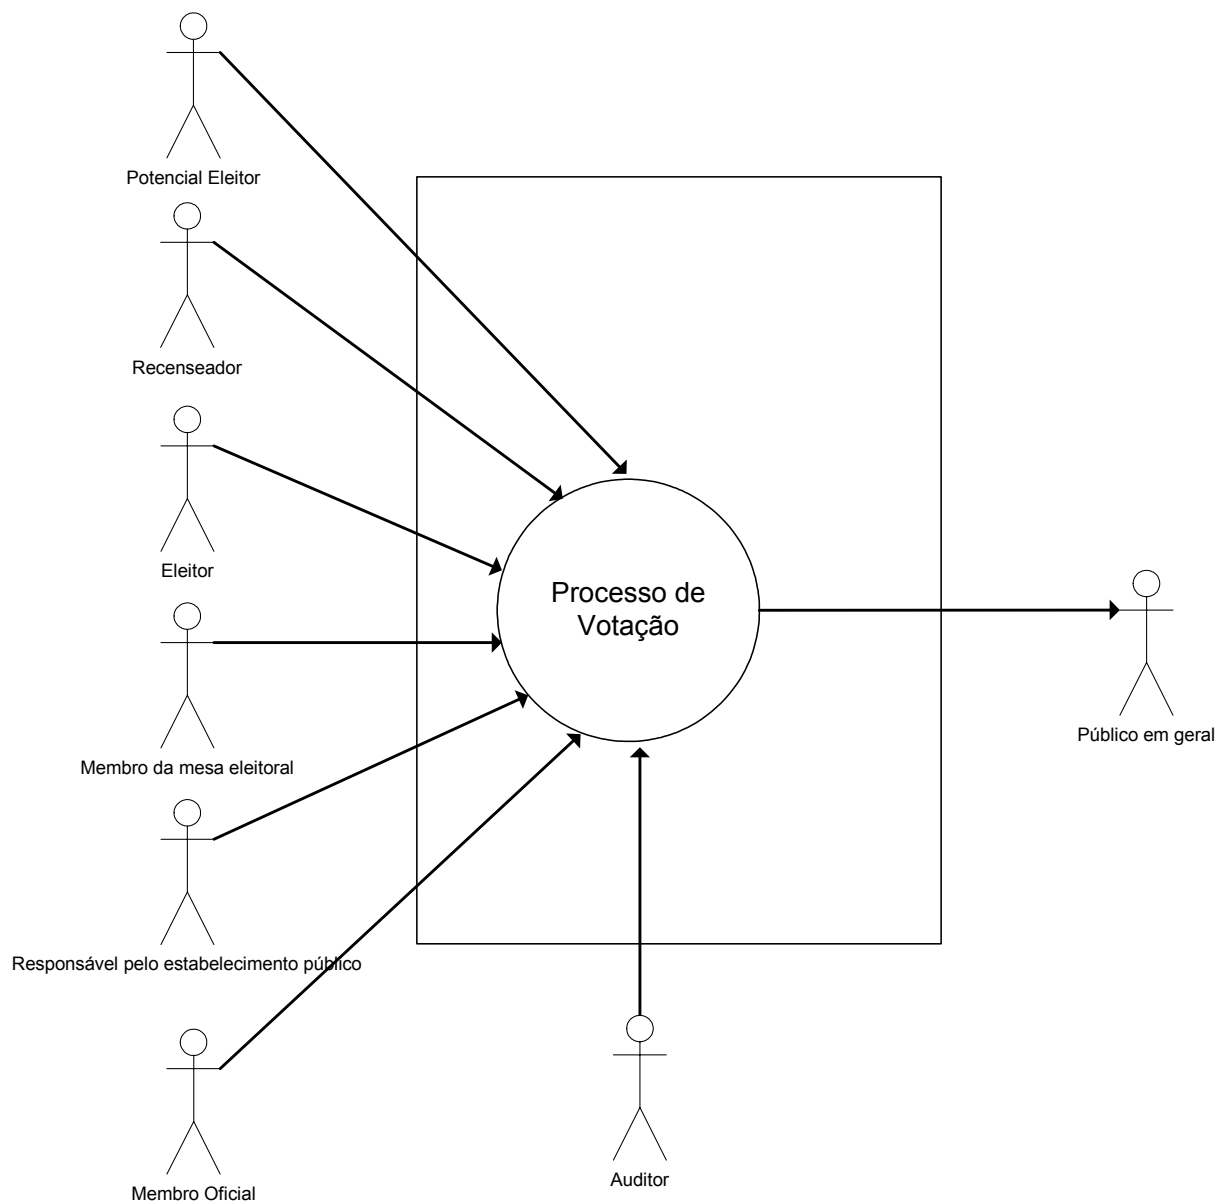 Potencial Eleitor
Recenseador
Eleitor
Processo de
Votação
Público em geral
Membro da mesa eleitoral
Responsável pelo estabelecimento público
Auditor
Membro Oficial